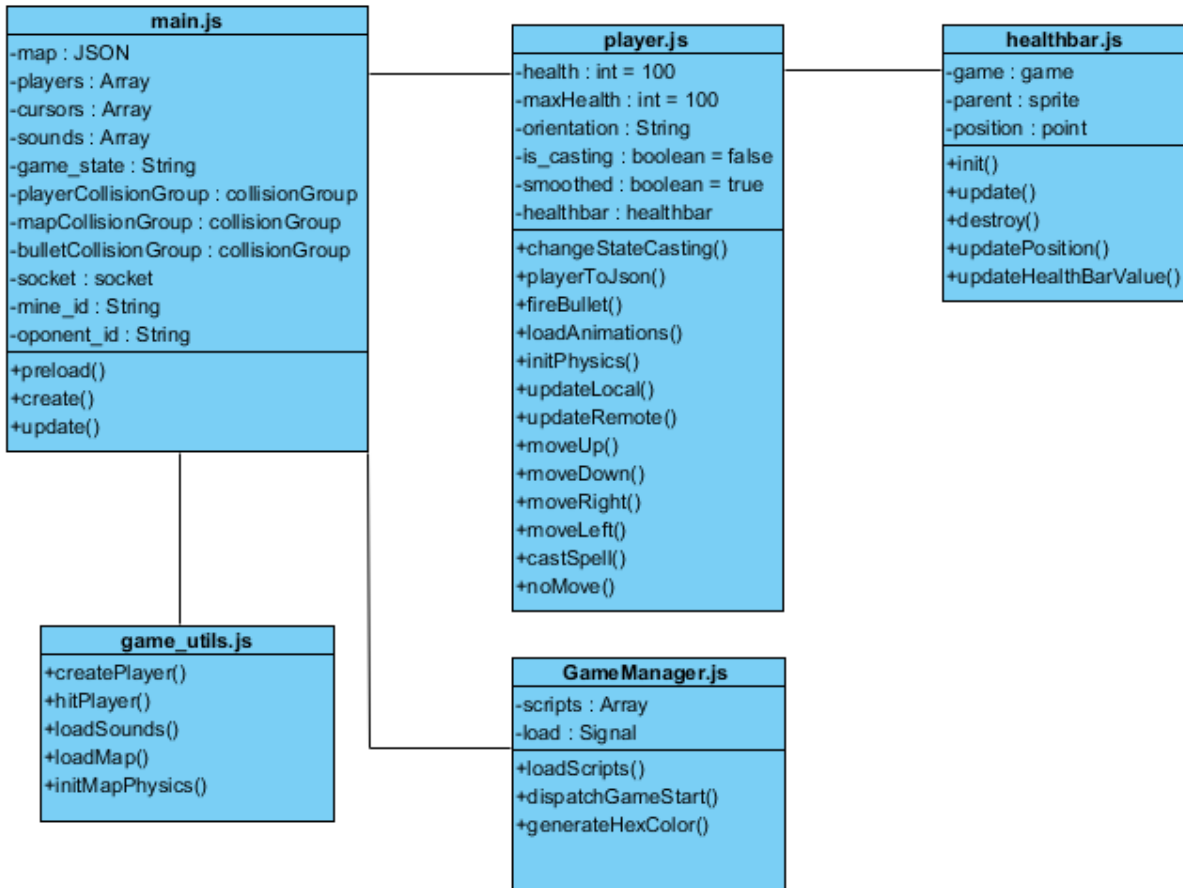 main.js
-map : JSON
-players : Array
-cursors : Array
-sounds : Array
-game_state : String
-playerCollisionGroup : collisionGroup
-mapCollisionGroup : collisionGroup
-bulletCollisionGroup : collisionGroup
-socket : socket
-mine_id : String
-oponent_id : String
+preload()
+create()
+update()
player.js
-health : int = 100
-maxHealth : int = 100
-orientation : String
-is_casting : boolean = false
-smoothed : boolean = true
-healthbar : healthbar
+changeStateCasting()
+playerToJson()
+fireBullet()
+loadAnimations()
+initPhysics()
+updateLocal()
+updateRemote()
+moveUp()
+moveDown()
+moveRight()
+moveLeft()
+castSpell()
+noMove()
healthbar.js
-game : game
-parent : sprite
-position : point
+init()
+update()
+destroy()
+updatePosition()
+updateHealthBarValue()
game_utils.js
+createPlayer()
+hitPlayer()
+loadSounds()
+loadMap()
+initMapPhysics()
GameManager.js
-scripts : Array
-load : Signal
+loadScripts()
+dispatchGameStart()
+generateHexColor()